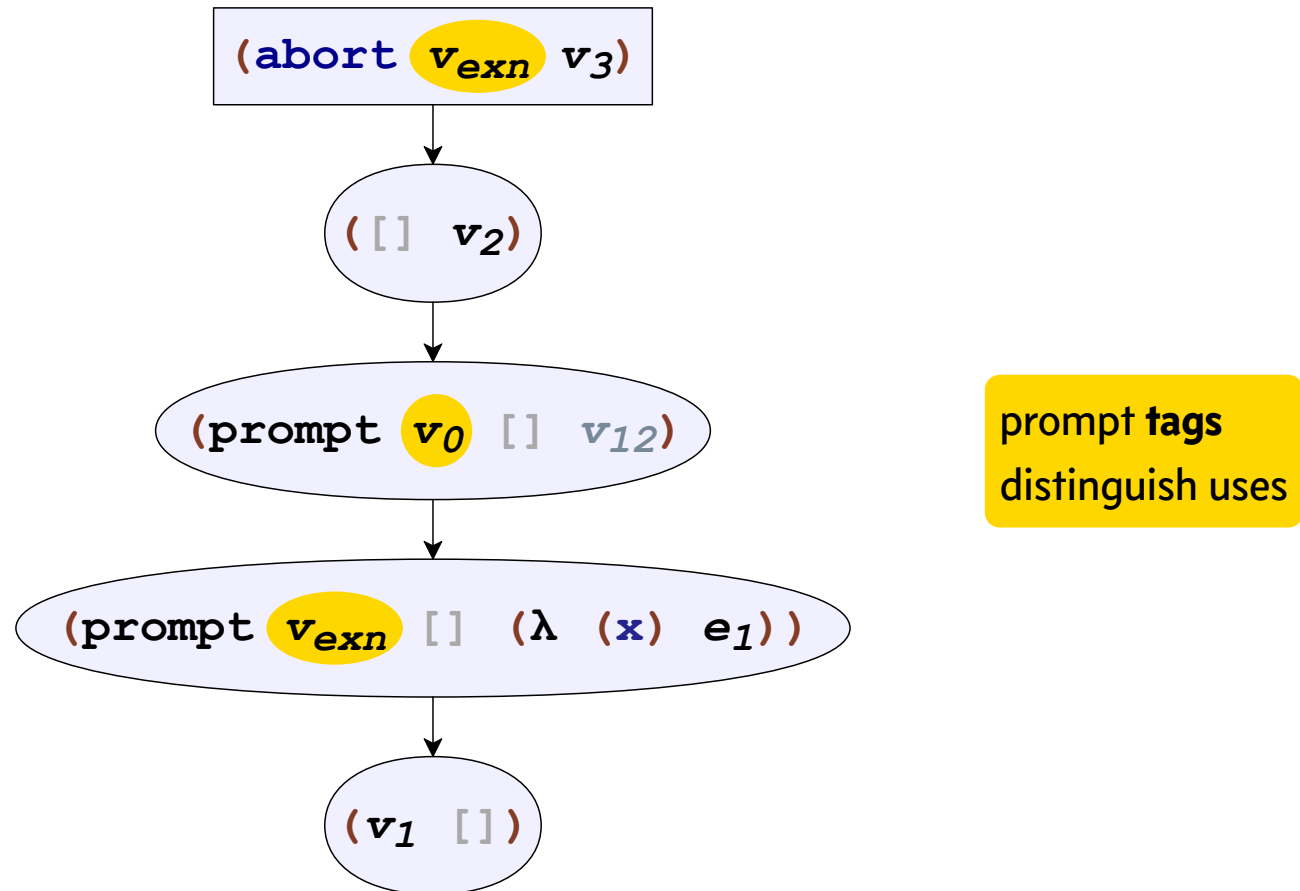 (abort v_exn v_3)
([] v_2)
(prompt v_0 [] v_12)
prompt tags
distinguish uses
(prompt v_exn [] (λ (x) e_1))
(v_1 [])